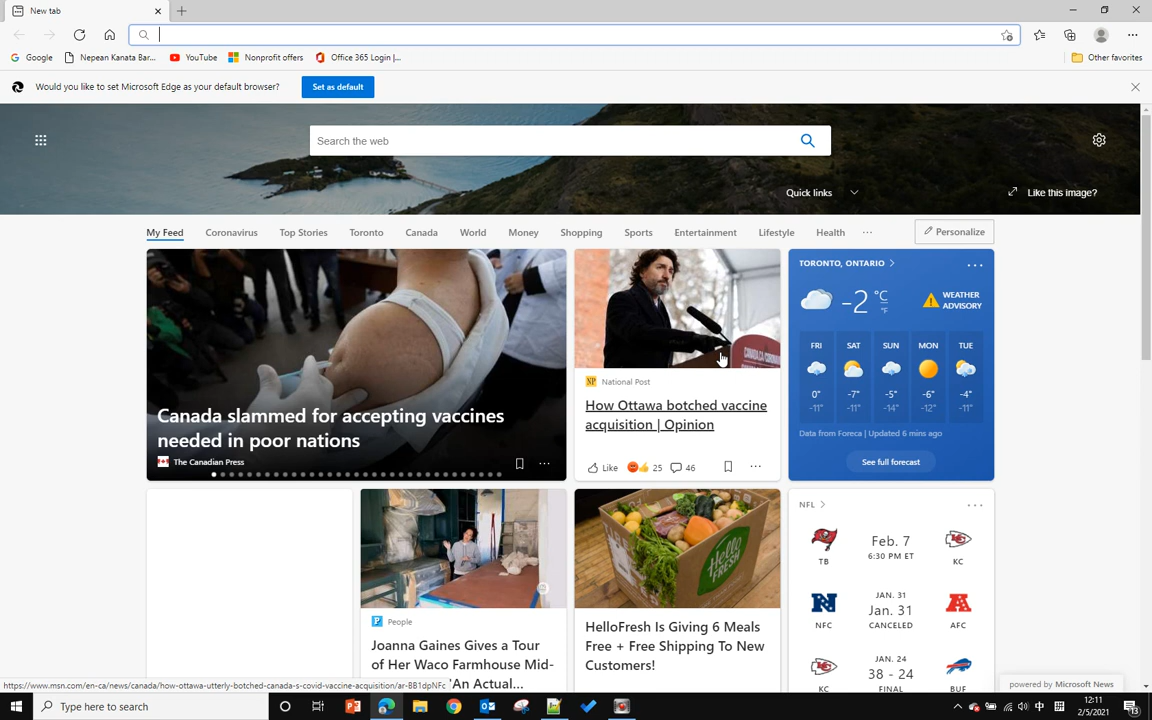 New tab
Google
Nepean Kanata Bar...
YouTube
Nonprofit offers
Office 365 Login |...
Other favorites
Would you like to set Microsoft Edge as your default browser?
Set as default
Search the web
Quick links
Like this image?
My Feed
Coronavirus
Top Stories
Toronto
Canada
World
Money
Shopping
Sports
Entertainment
Lifestyle
Health
Personalize
Canada slammed for accepting vaccines
needed in poor nations
The Canadian Press
NP National Post
How Ottawa botched vaccine
acquisition | Opinion
Like
25
46
TORONTO, ONTARIO
-2 °C
°F
WEATHER
ADVISORY
FRI SAT SUN MON TUE
0° -7° -5° -6° -4°
-11° -11° -14° -12° -11°
Data from Foreca | Updated 6 mins ago
See full forecast
People
Joanna Gaines Gives a Tour
of Her Waco Farmhouse Mid-
'An Actual...
HELLO FRESH
HelloFresh Is Giving 6 Meals
Free + Free Shipping To New
Customers!
NFL
Feb. 7
6:30 PM ET
TB KC
JAN. 31
Jan. 31
CANCELED
NFC AFC
JAN. 24
38 - 24
FINAL
KC BUF
powered by Microsoft News
https://www.msn.com/en-ca/news/canada/how-ottawa-utterly-botched-canada-s-covid-vaccine-acquisition/ar-BB1dpNFc
Type here to search
中
拼
12:11
2/5/2021
13